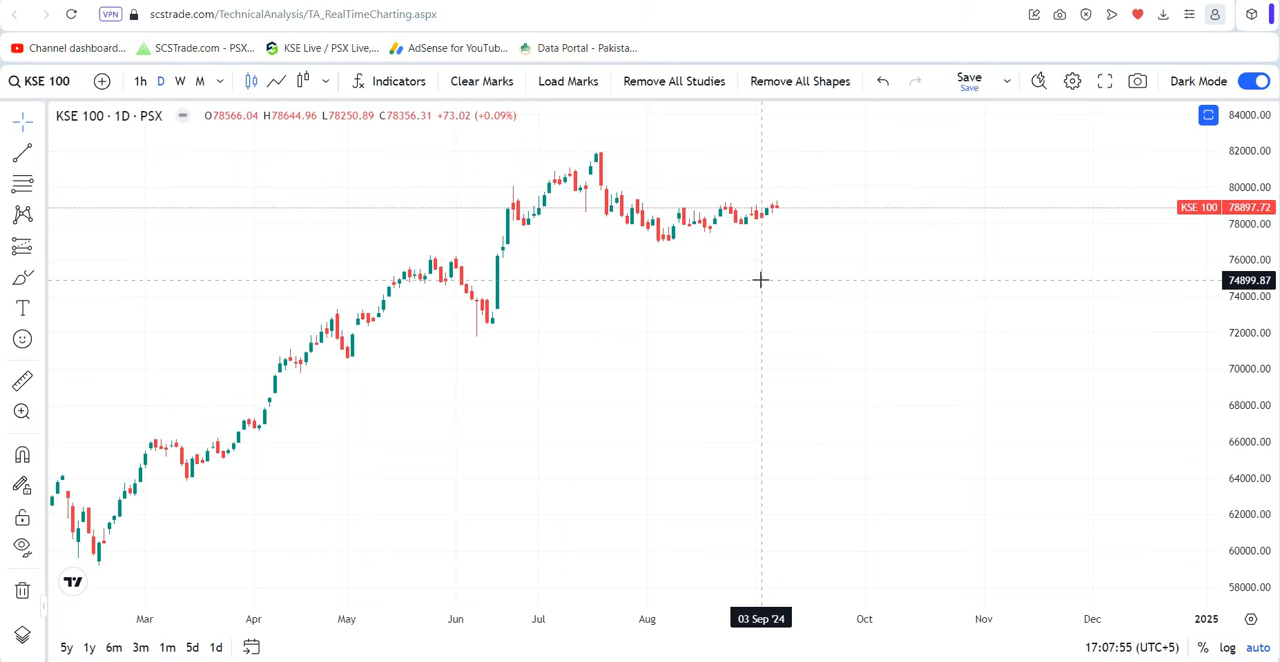 VPN scstrade.com/TechnicalAnalysis/TA_RealTimeCharting.aspx
Channel dashboard... SCSTrade.com - PSX... KSE Live / PSX Live,... AdSense for YouTub... Data Portal - Pakista...
KSE 100 1h D W M Indicators Clear Marks Load Marks Remove All Studies Remove All Shapes Save Dark Mode
Save
KSE 100 · 1D · PSX O78566.04 H78644.96 L78250.89 C78356.31 +73.02 (+0.09%)
84000.00
82000.00
80000.00
KSE 100 78897.72
78000.00
76000.00
74899.87
74000.00
72000.00
70000.00
68000.00
66000.00
64000.00
62000.00
60000.00
58000.00
Mar Apr May Jun Jul Aug 03 Sep '24 Oct Nov Dec 2025
5y 1y 6m 3m 1m 5d 1d 17:07:55 (UTC+5) % log auto